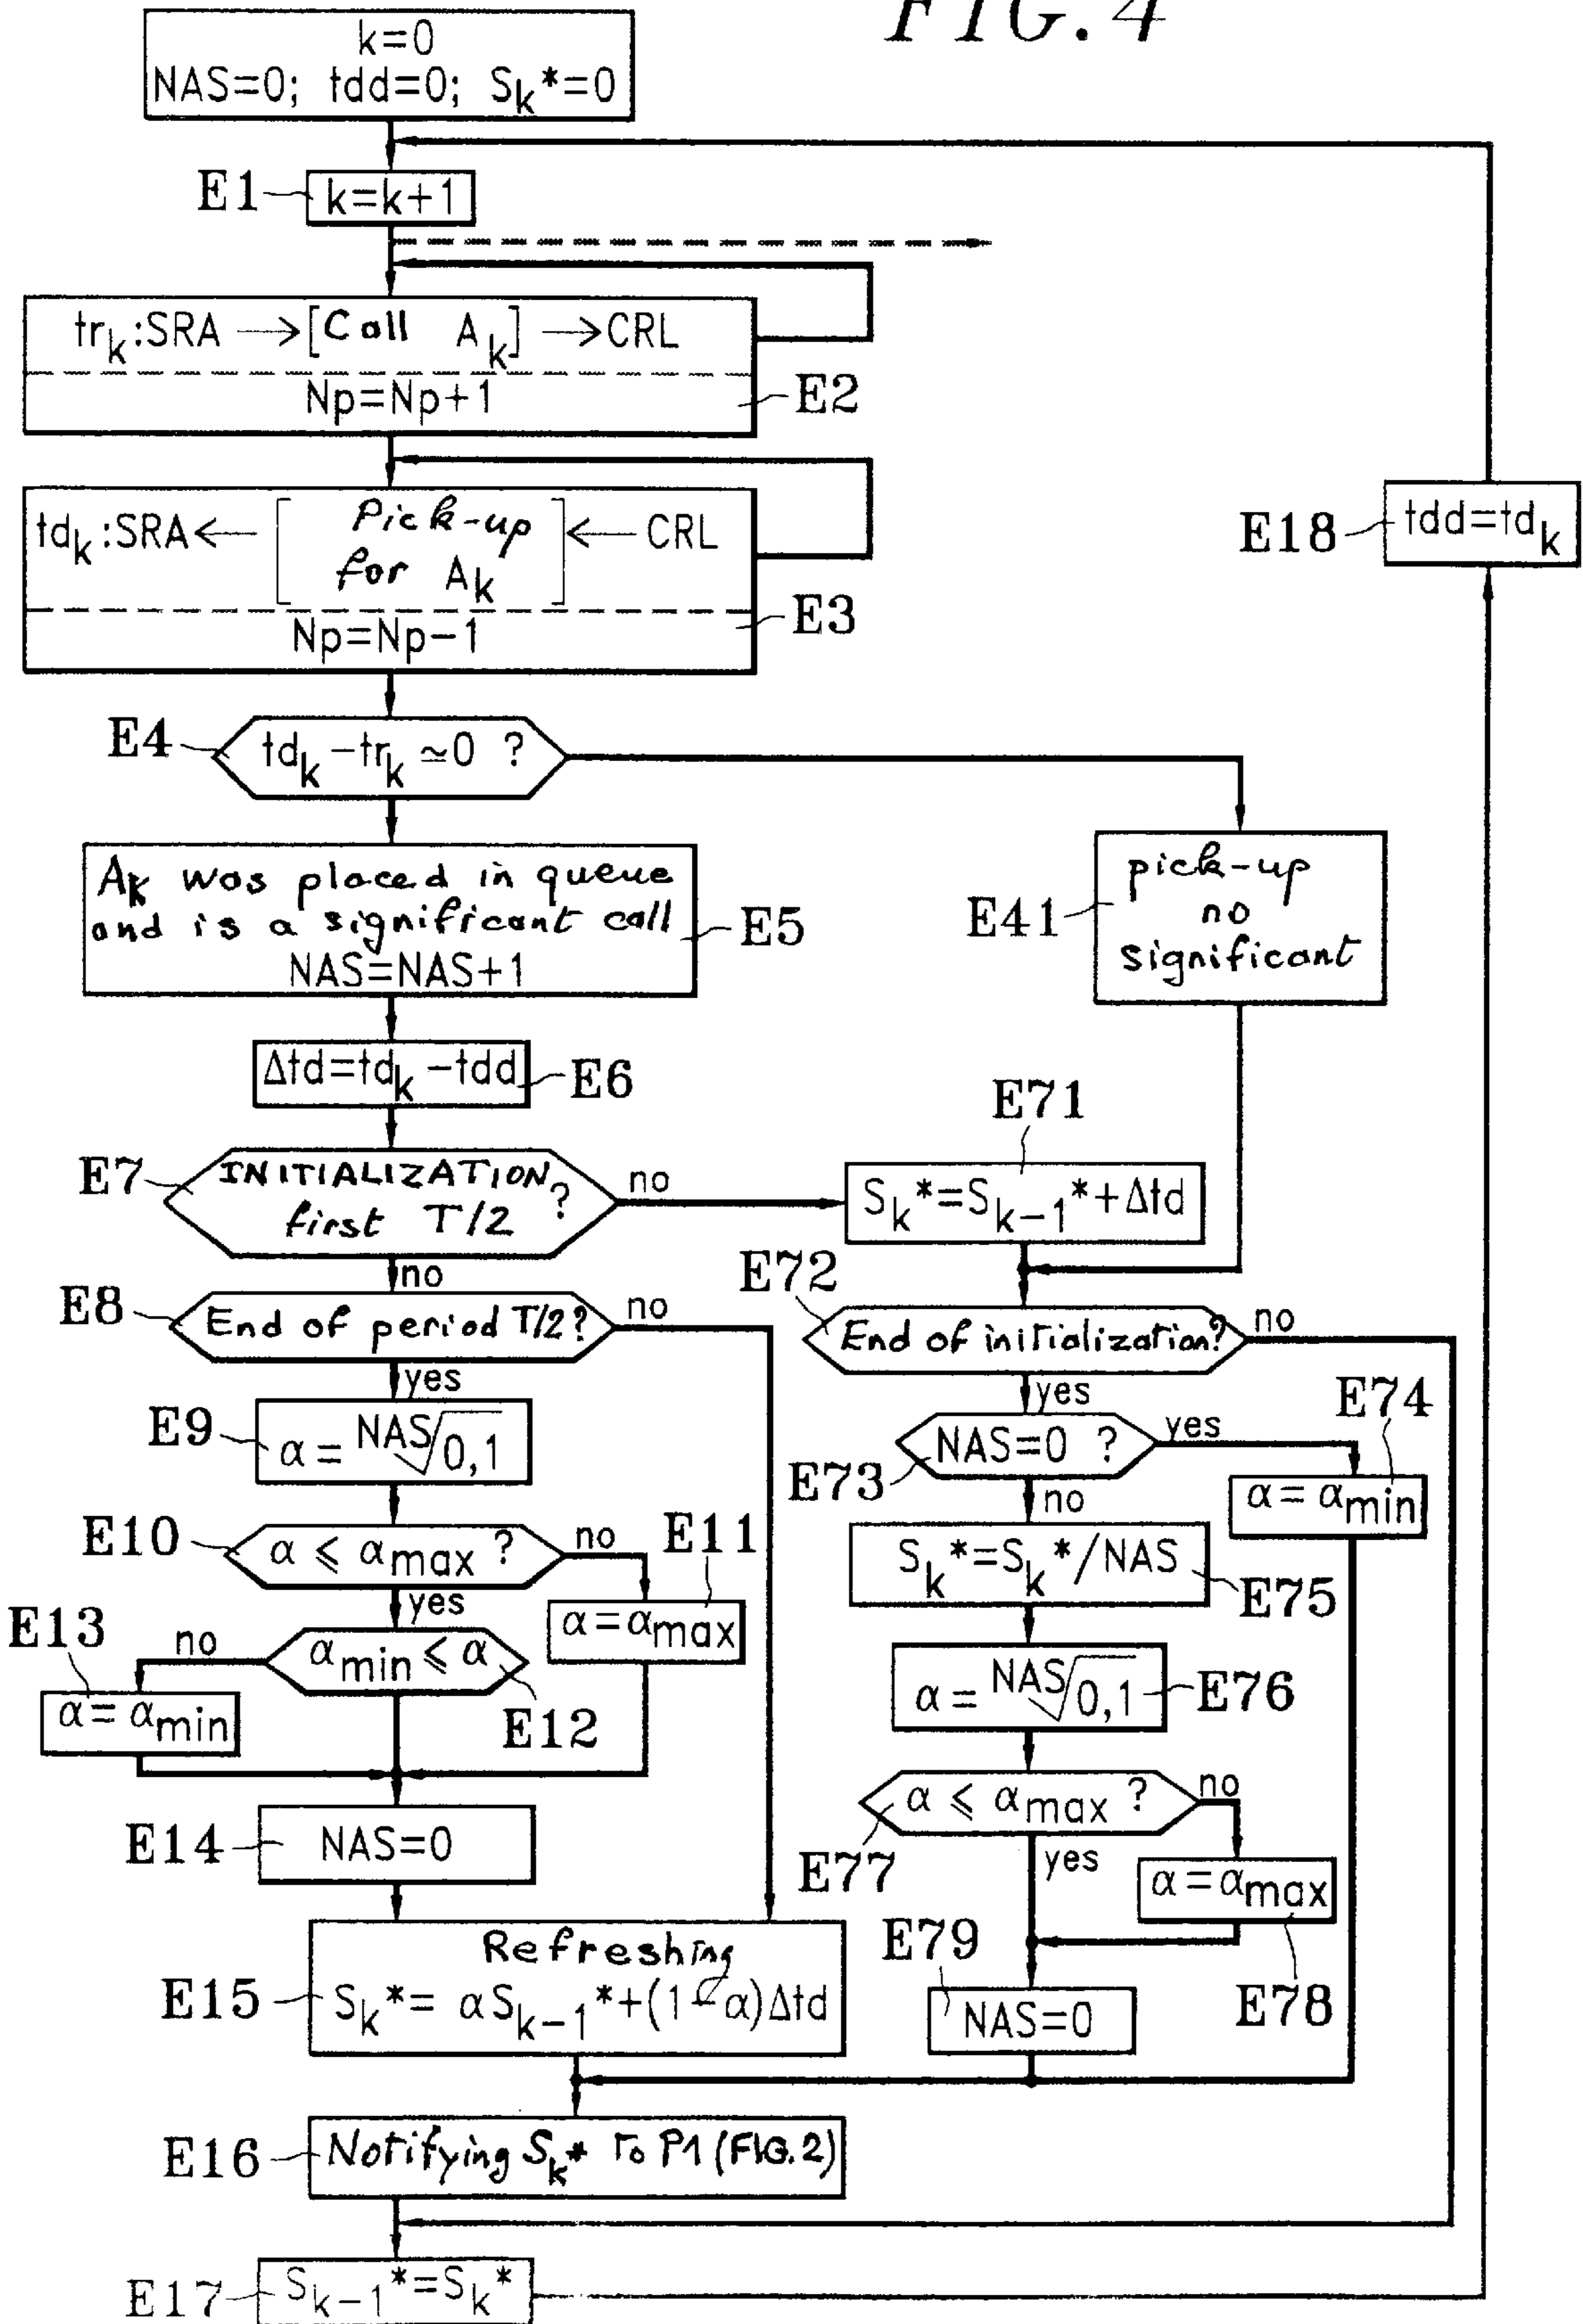 FIG. 4
k=0
NAS=0; tdd=0; Sk*=0
E1
k=k+1
trk:SRA →[Call Ak] →CRL
Np=Np+1
E2
tdk:SRA← [Pick-up for Ak] ← CRL
Np=Np-1
E3
E18
tdd=tdk
E4
tdk-trk≃0 ?
Ak was placed in queue
and is a significant call
NAS=NAS+1
E5
E41
pick-up
no
significant
Δtd=tdk-tdd
E6
E7
INITIALIZATION
first T/2 ?
no
E71
Sk*=Sk-1*+Δtd
no
E8
End of period T/2?
no
E72
End of initialization?
no
yes
yes
E9
α = NAS√0,1
E73
NAS=0 ?
yes
E74
α = αmin
no
E10
α ⩽ αmax ?
no
E11
α=αmax
yes
Sk*=Sk*/NAS
E75
E13
no
αmin ⩽ α
E12
α = αmin
α = NAS√0,1
E76
E77
α ⩽ αmax ?
no
yes
α=αmax
E78
E14
NAS=0
E15
Refreshing
Sk*= αSk-1*+(1-α)Δtd
E79
NAS=0
E16
Notifying Sk* To P1 (FIG.2)
E17
Sk-1*=Sk*